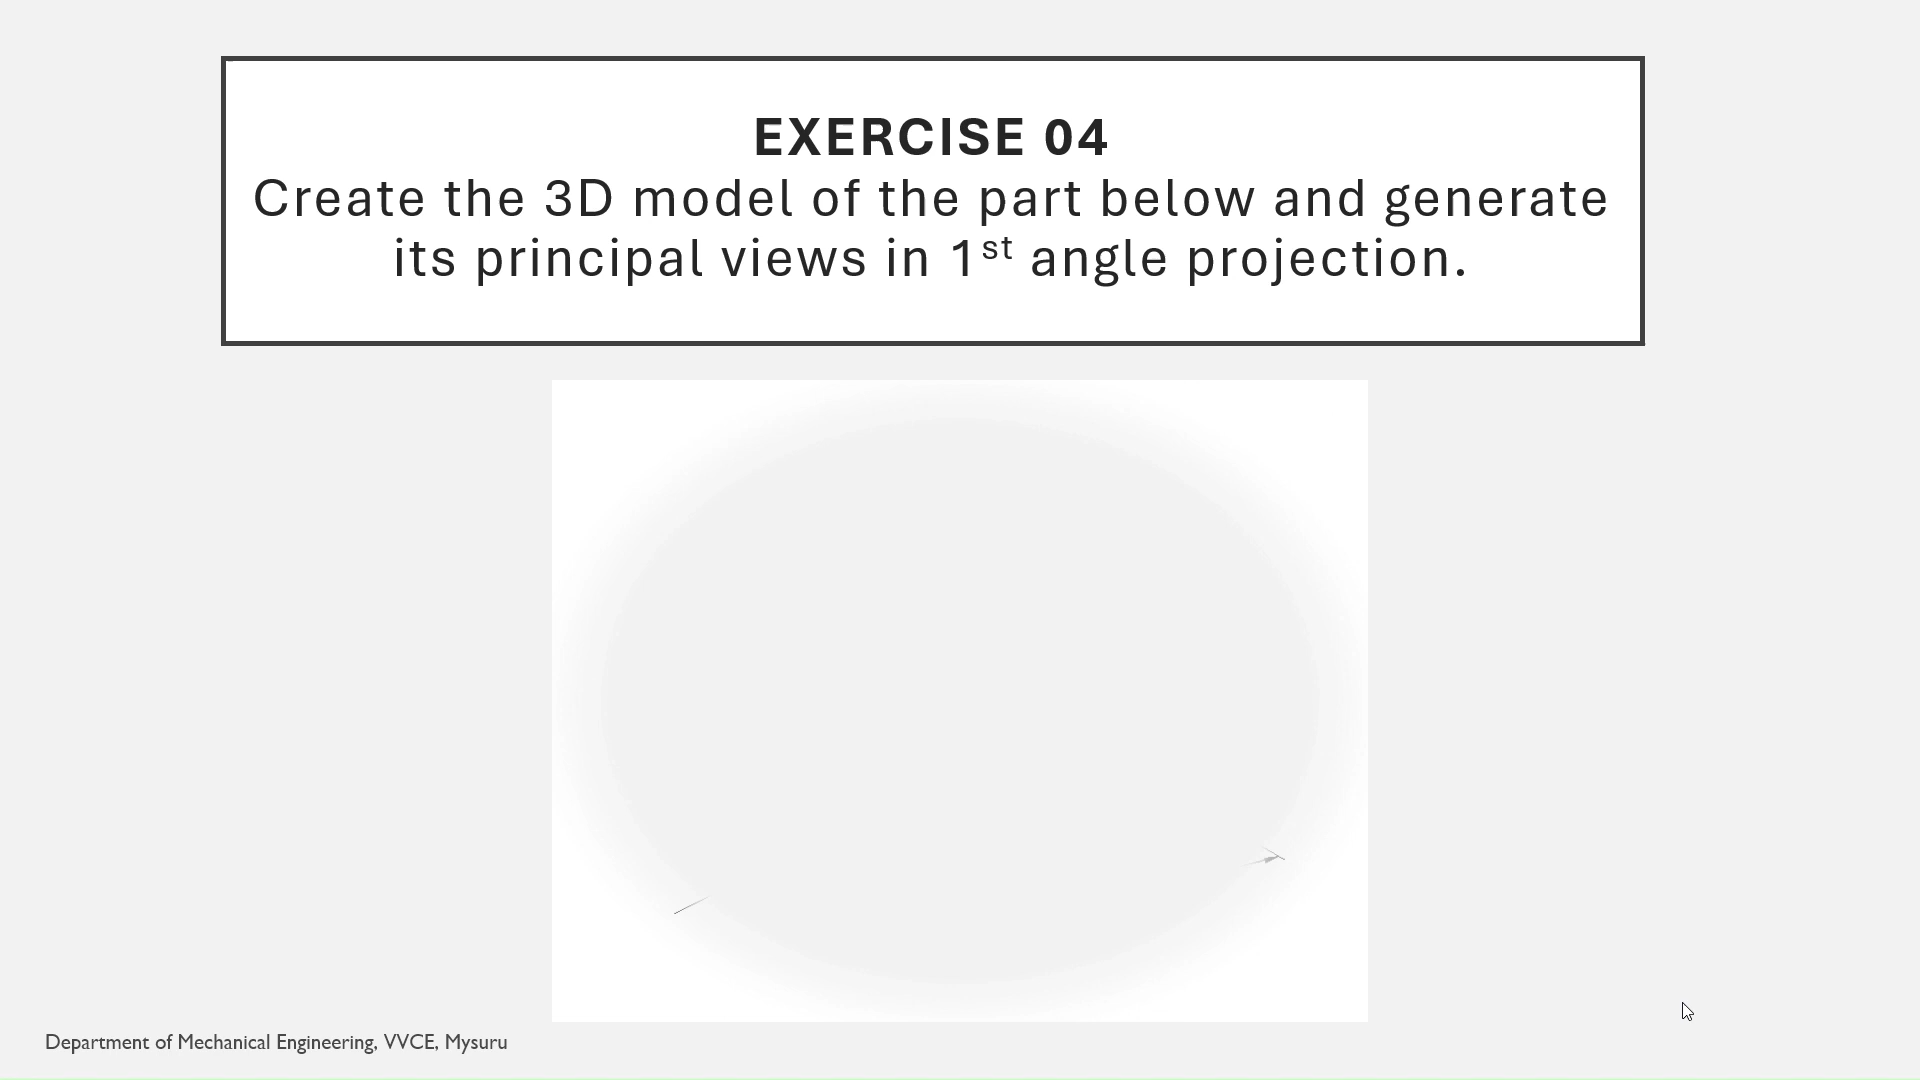 EXERCISE 04
Create the 3D model of the part below and generate
its principal views in 1st angle projection.
Department of Mechanical Engineering, VVCE, Mysuru